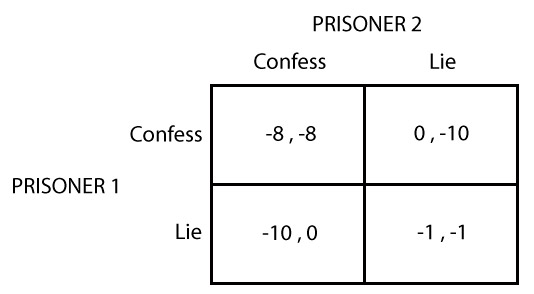 PRISONER 2
Confess Lie
Confess -8 , -8 0 , -10
PRISONER 1
Lie -10 , 0 -1 , -1